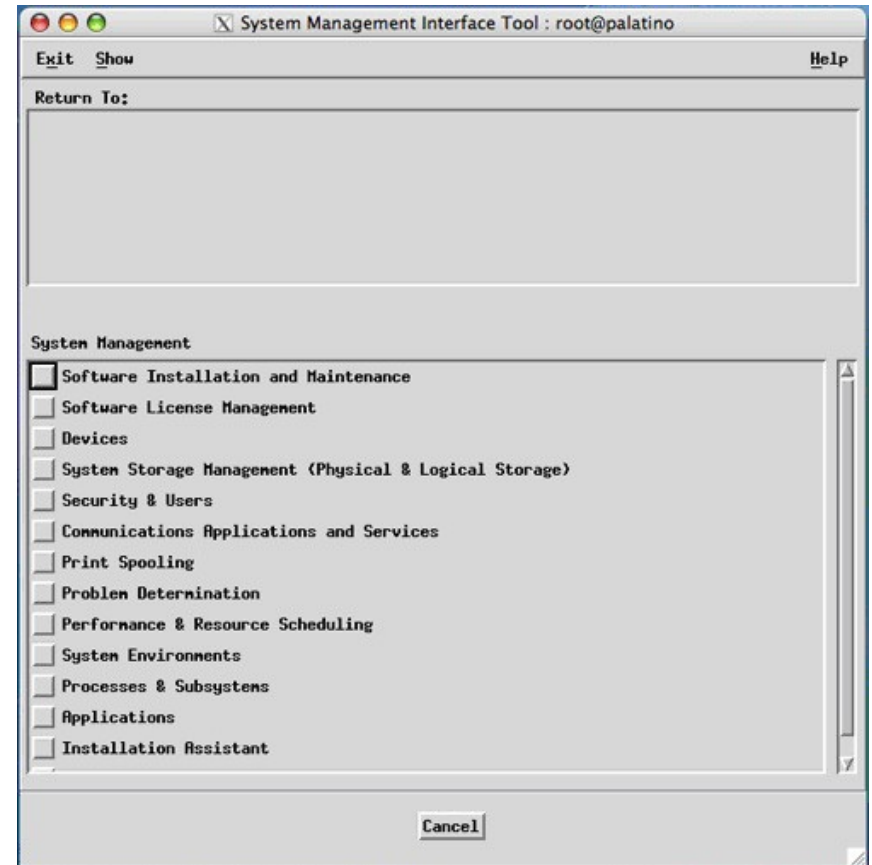 System Management Interface Tool : root@palatino
Exit Show Help
Return To:
System Management
Software Installation and Maintenance
Software License Management
Devices
System Storage Management (Physical & Logical Storage)
Security & Users
Communications Applications and Services
Print Spooling
Problem Determination
Performance & Resource Scheduling
System Environments
Processes & Subsystems
Applications
Installation Assistant
Cancel